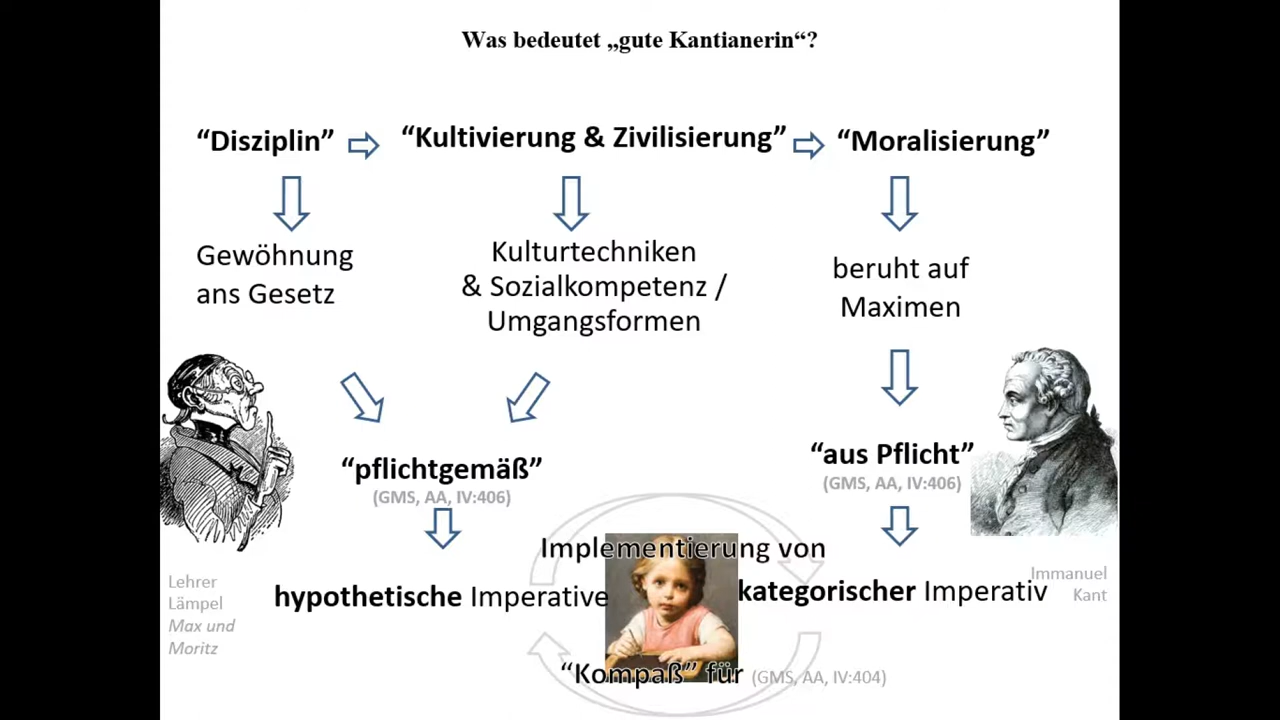 Was bedeutet „gute Kantianerin“?
“Disziplin”
“Kultivierung & Zivilisierung”
“Moralisierung”
Gewöhnung
ans Gesetz
Kulturtechniken
& Sozialkompetenz /
Umgangsformen
beruht auf
Maximen
“pflichtgemäß”
(GMS, AA, IV:406)
“aus Pflicht”
(GMS, AA, IV:406)
Implementierung von
hypothetische Imperative
kategorischer Imperativ
“Kompaß” für (GMS, AA, IV:404)
Lehrer
Lämpel
Max und
Moritz
Immanuel
Kant